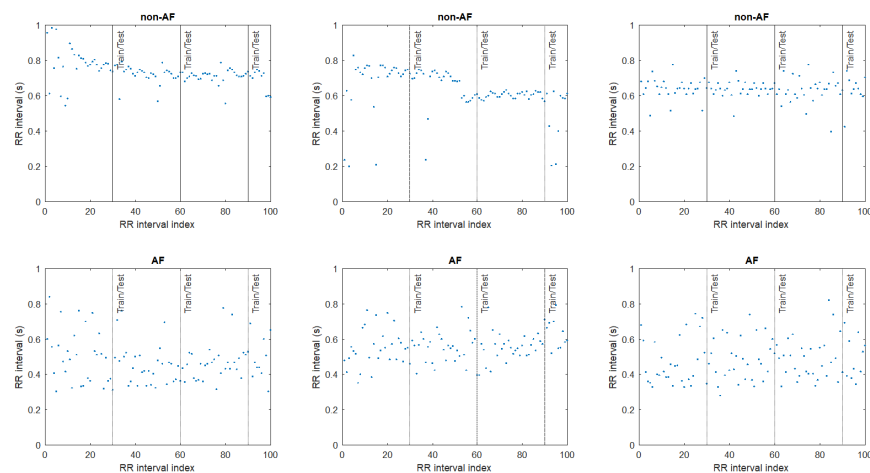 non-AF
non-AF
non-AF
1
0.8
0.6
0.4
0.2
0
RR interval (s)
Train/Test
Train/Test
Train/Test
0
20
40
60
80
100
RR interval index
1
0.8
0.6
0.4
0.2
0
RR interval (s)
Train/Test
Train/Test
Train/Test
0
20
40
60
80
100
RR interval index
1
0.8
0.6
0.4
0.2
0
RR interval (s)
Train/Test
Train/Test
Train/Test
0
20
40
60
80
100
RR interval index
AF
AF
AF
1
0.8
0.6
0.4
0.2
0
RR interval (s)
Train/Test
Train/Test
Train/Test
0
20
40
60
80
100
RR interval index
1
0.8
0.6
0.4
0.2
0
RR interval (s)
Train/Test
Train/Test
Train/Test
0
20
40
60
80
100
RR interval index
1
0.8
0.6
0.4
0.2
0
RR interval (s)
Train/Test
Train/Test
Train/Test
0
20
40
60
80
100
RR interval index